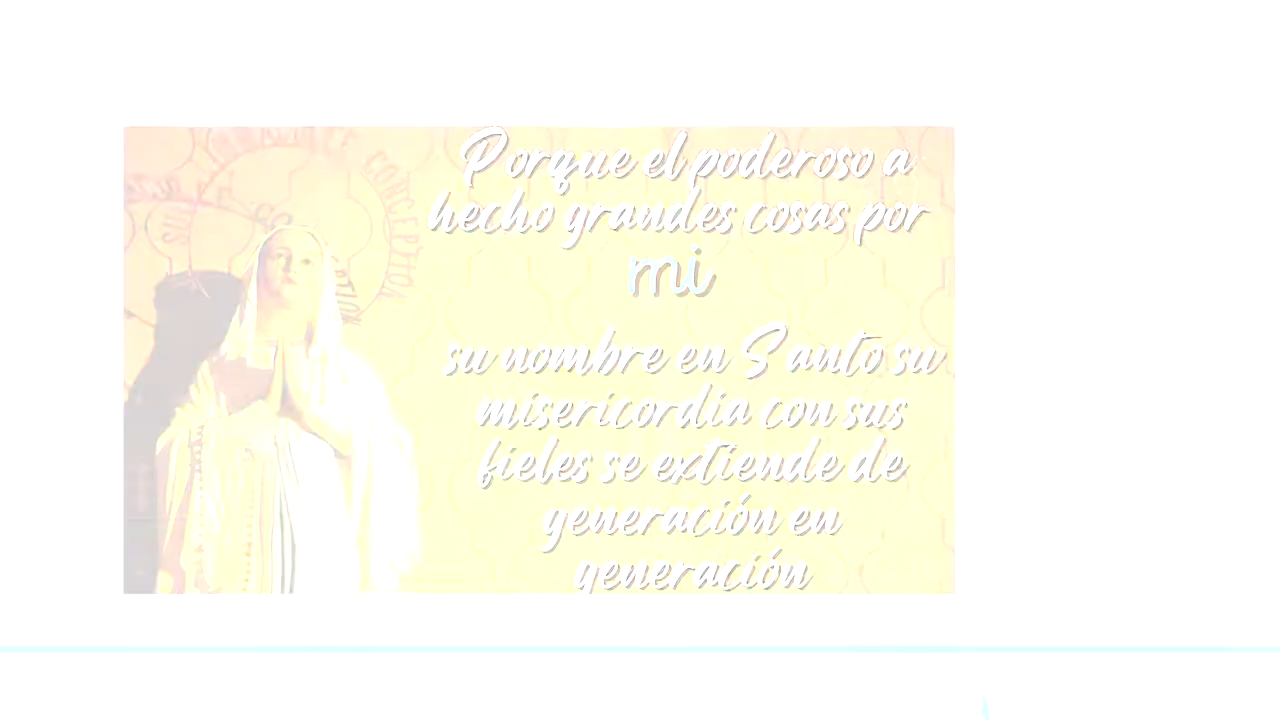 Porque el poderoso a
hecho grandes cosas por
mi
su nombre en Santo su
misericordia con sus
fieles se extiende de
generación en
generación
CONCEPTION